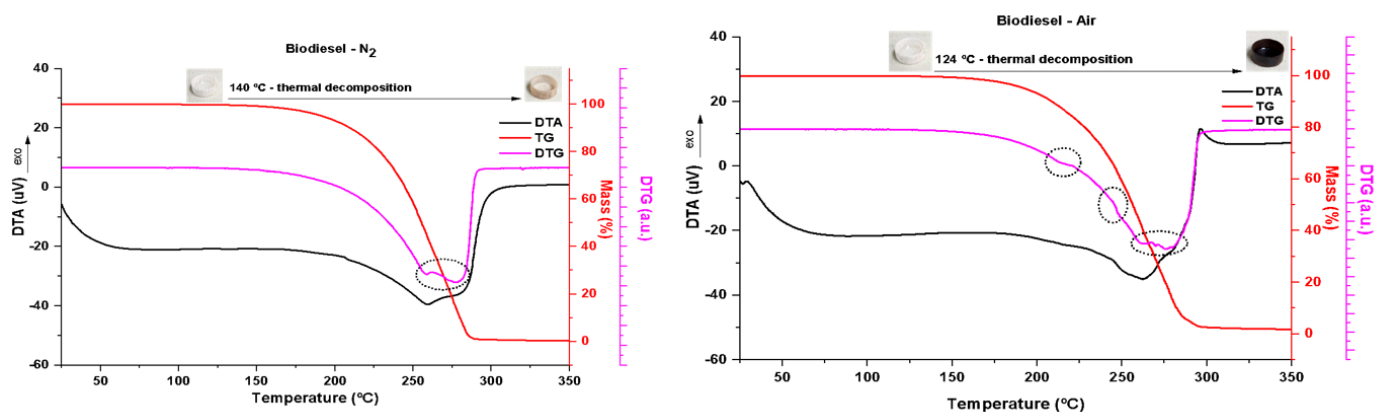 Biodiesel - N2
140 ºC - thermal decomposition
DTA
TG
DTG
40
20
0
-20
-40
-60
DTA (uV)
exo
100
80
60
40
20
0
Mass (%)
DTG (a.u.)
50 100 150 200 250 300 350
Temperature (ºC)
Biodiesel - Air
124 ºC - thermal decomposition
DTA
TG
DTG
40
20
0
-20
-40
-60
DTA (uV)
exo
100
80
60
40
20
0
Mass (%)
DTG (a.u.)
50 100 150 200 250 300 350
Temperature (ºC)